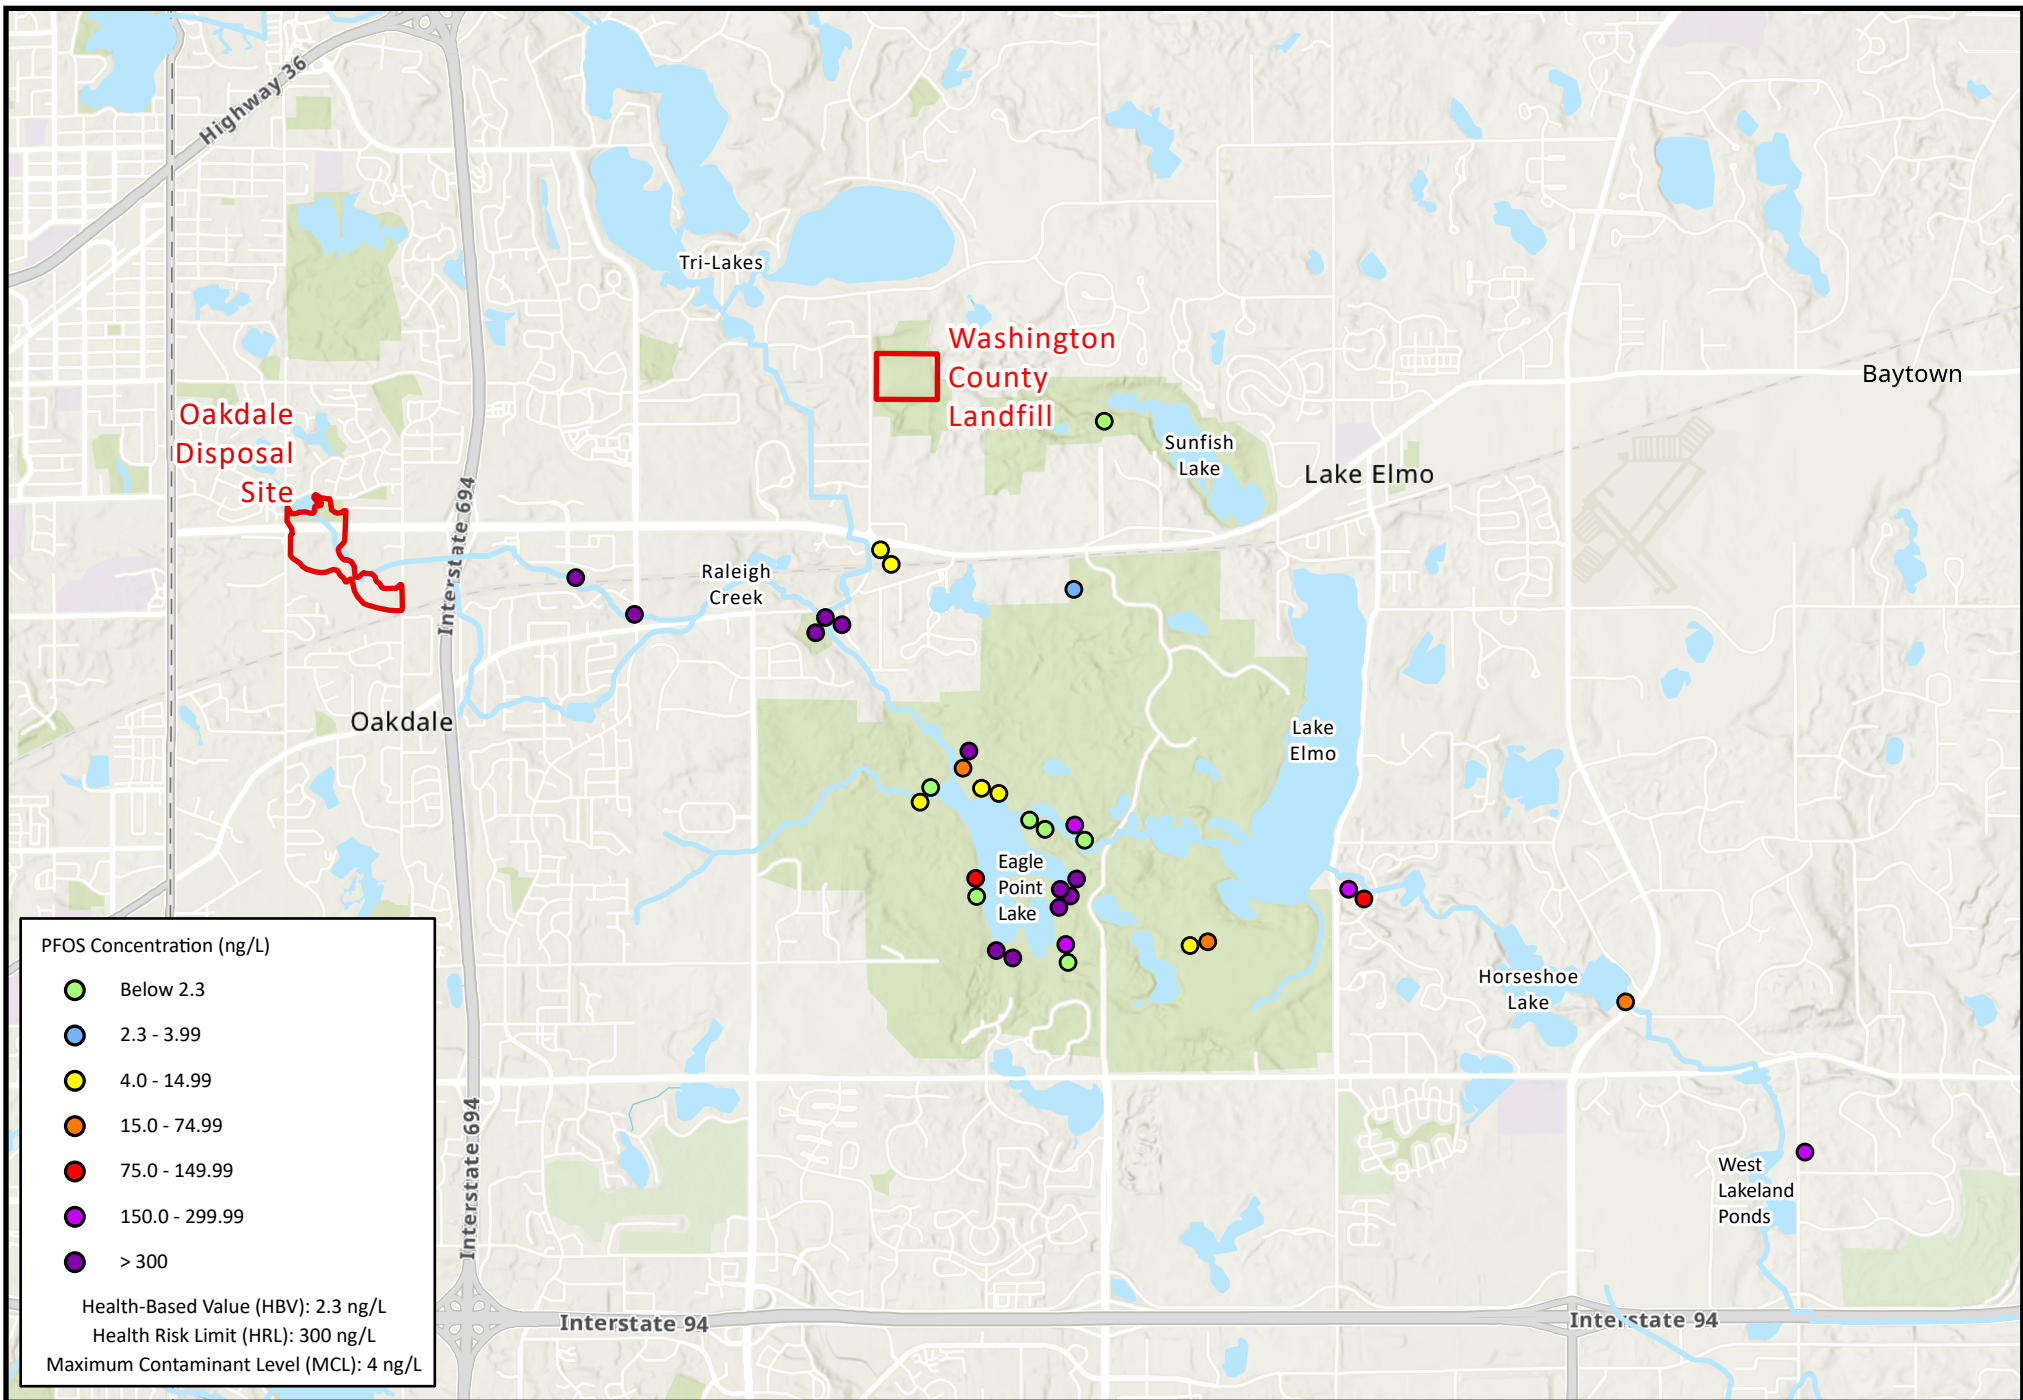 Highway 36
Tri-Lakes
Washington
County
Landfill
Baytown
Oakdale
Disposal
Site
Sunfish
Lake
Lake Elmo
Interstate 694
Raleigh
Creek
Oakdale
Lake
Elmo
Eagle
Point
Lake
Horseshoe
Lake
West
Lakeland
Ponds
Interstate 694
Interstate 94
Interstate 94
PFOS Concentration (ng/L)
Below 2.3
2.3 - 3.99
4.0 - 14.99
15.0 - 74.99
75.0 - 149.99
150.0 - 299.99
> 300
Health-Based Value (HBV): 2.3 ng/L
Health Risk Limit (HRL): 300 ng/L
Maximum Contaminant Level (MCL): 4 ng/L